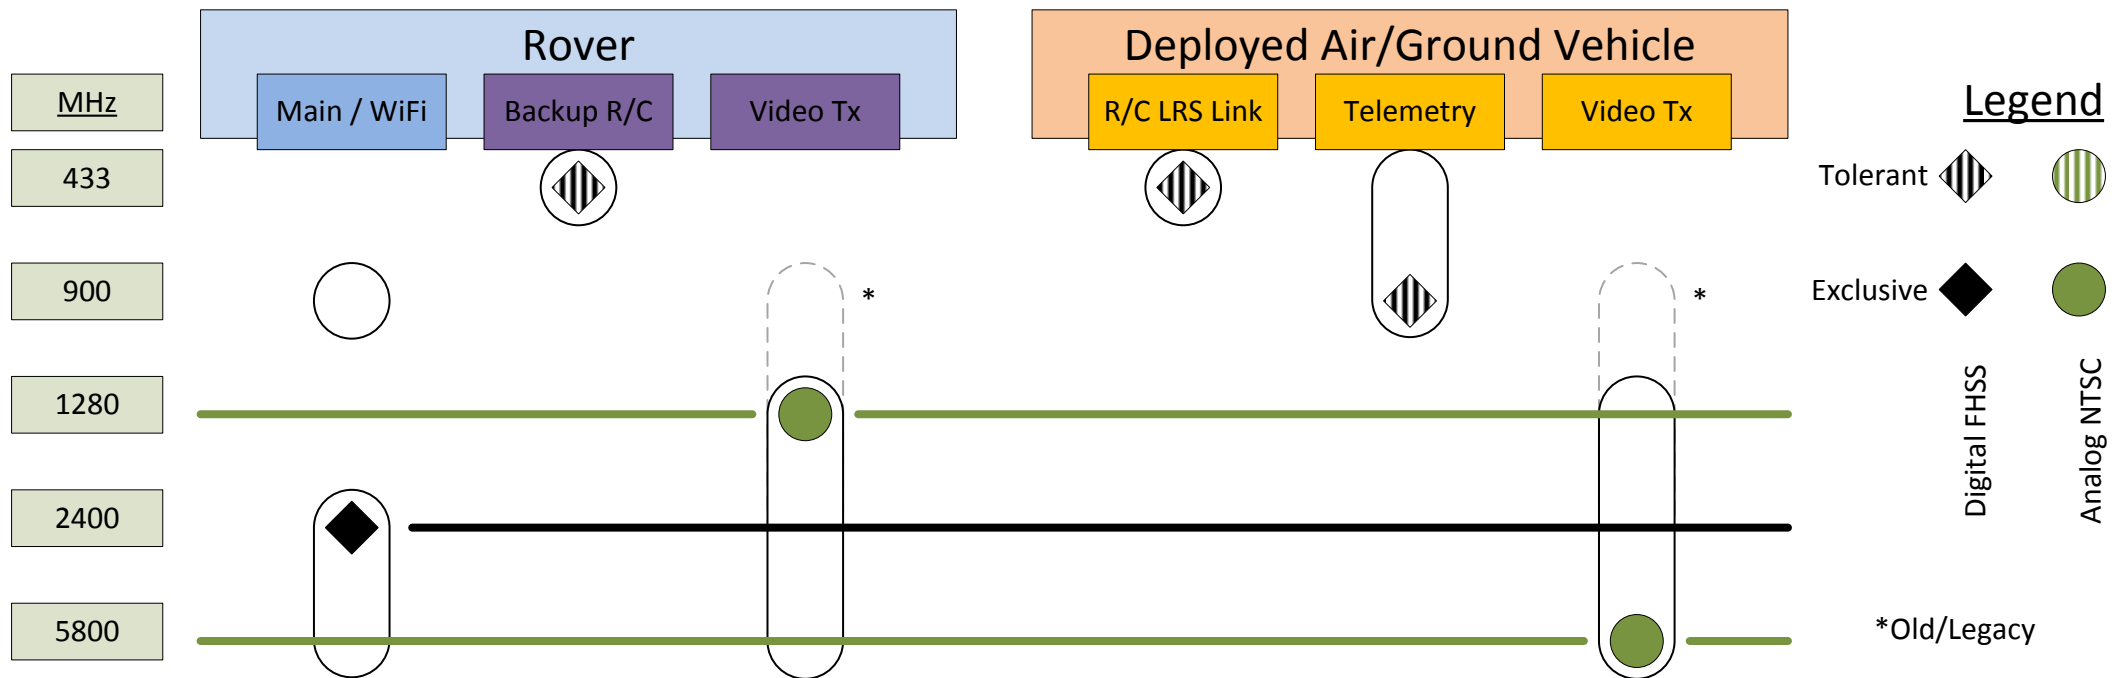 Rover
Deployed Air/Ground Vehicle
MHz
Main / WiFi
Backup R/C
Video Tx
R/C LRS Link
Telemetry
Video Tx
Legend
433
Tolerant
900
*
*
Exclusive
1280
2400
Digital FHSS
Analog NTSC
5800
*Old/Legacy